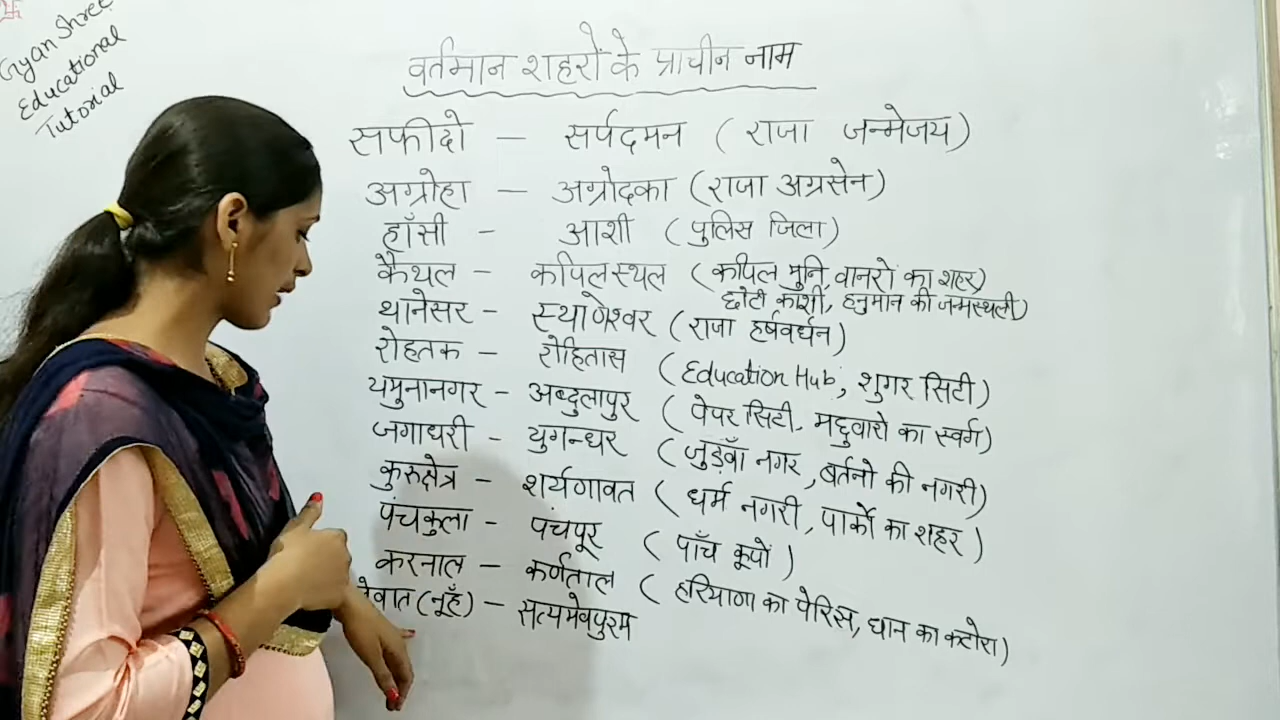 Gyan Shree
Educational
Tutorial
वर्तमान शहरों के प्राचीन नाम
सफीदो – सर्पदमन (राजा जन्मेजय)
अग्रोहा – अग्रोदका (राजा अग्रसेन)
हाँसी – आशी (पुलिस जिला)
कैथल – कपिलस्थल (कपिल मुनि, वानरो का शहर,
छोटी काशी, हनुमान की जन्मस्थली)
थानेसर – स्थाणेश्वर (राजा हर्षवर्धन)
रोहतक – रोहितास (Education Hub, शुगर सिटी)
यमुनानगर – अब्दुलापुर (पेपर सिटी, मछुवारो का स्वर्ग)
जगाधरी – युगन्धर (जुड़वाँ नगर, बर्तनो की नगरी)
कुरुक्षेत्र – शर्यणावत (धर्म नगरी, पार्को का शहर)
पंचकुला – पंचपूर (पाँच कूपो)
करनाल – कर्णताल (हरियाणा का पेरिस, धान का कटोरा)
(नूँह) – सत्यमेवपुरम